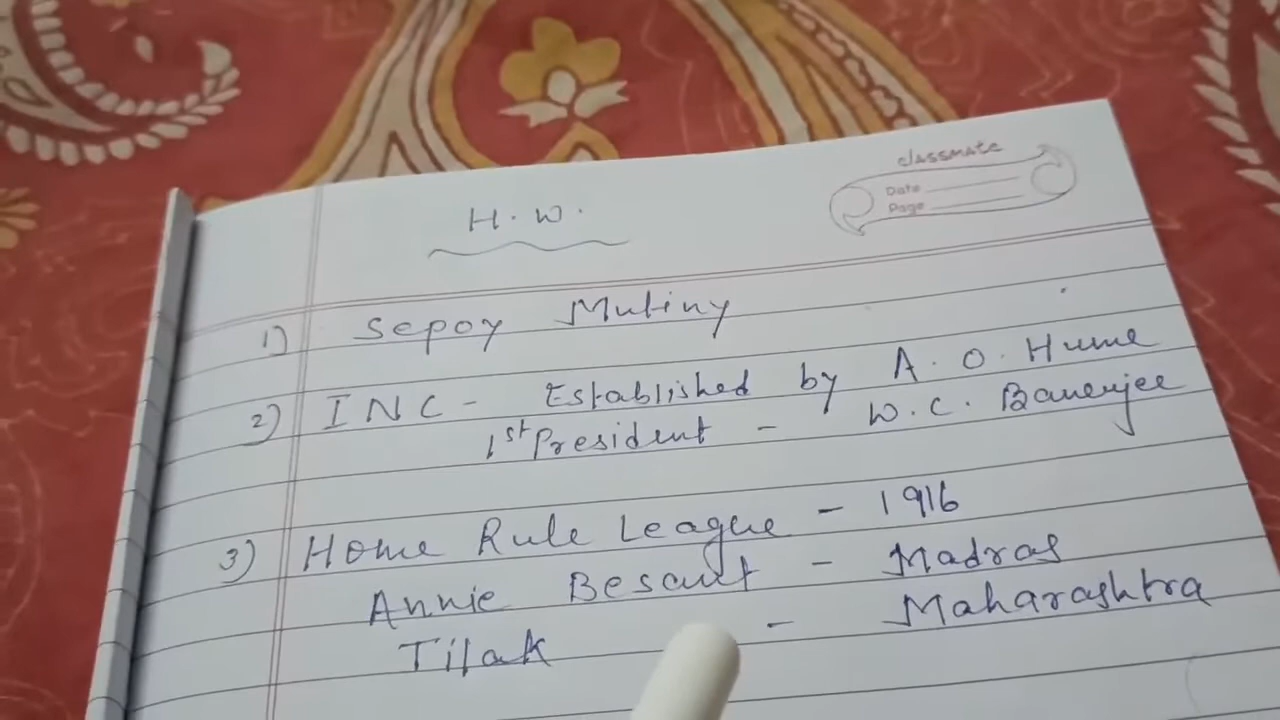 classmate
Date
Page
H.W.
1) Sepoy Mutiny
2) INC - Established by A.O. Hume
1st President - W.C. Banerjee
3) Home Rule League - 1916
Annie Besant - Madras
Tilak - Maharashtra